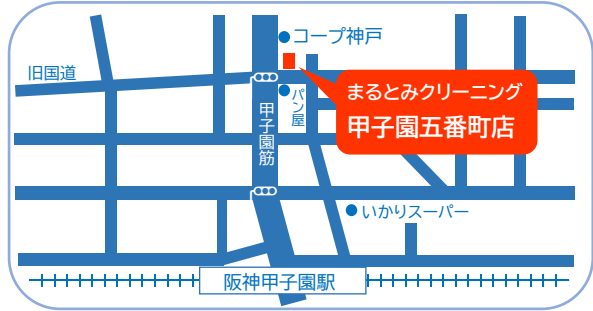 コープ神戸
旧国道
まるとみクリーニング
甲子園五番町店
パン屋
甲子園筋
いかりスーパー
阪神甲子園駅